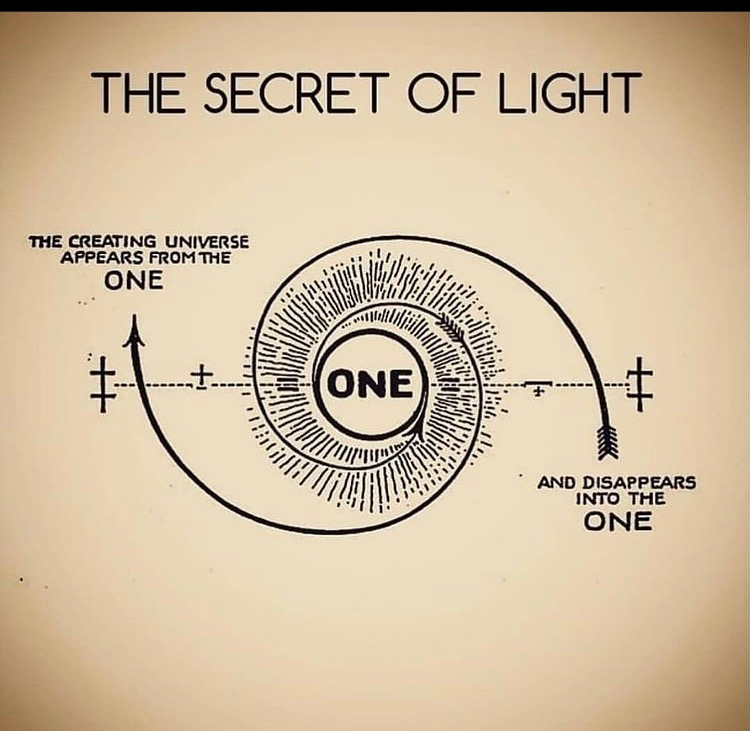 THE SECRET OF LIGHT
THE CREATING UNIVERSE
APPEARS FROM THE
ONE
ONE
AND DISAPPEARS
INTO THE
ONE